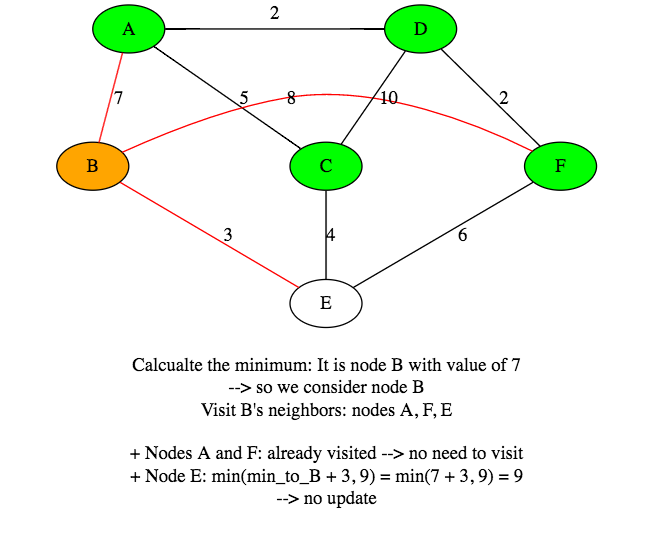 2
A
D
7
5
8
10
2
B
C
F
3
4
6
E
Calcualte the minimum: It is node B with value of 7
--> so we consider node B
Visit B's neighbors: nodes A, F, E
+ Nodes A and F: already visited --> no need to visit
+ Node E: min(min_to_B + 3, 9) = min(7 + 3, 9) = 9
--> no update